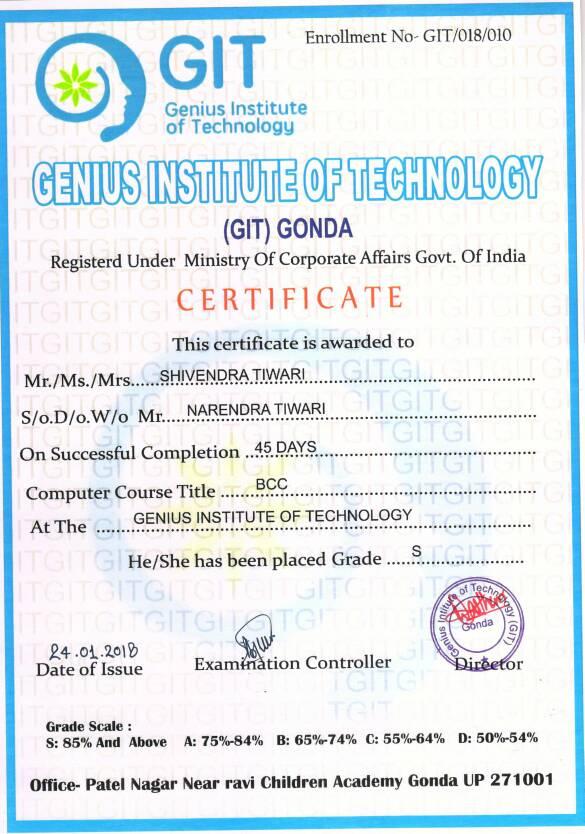 Enrollment No- GIT/018/010
GIT
Genius Institute
of Technology
GENIUS INSTITUTE OF TECHNOLOGY
(GIT) GONDA
Registerd Under Ministry Of Corporate Affairs Govt. Of India
CERTIFICATE
This certificate is awarded to
Mr./Ms./Mrs.....SHIVENDRA TIWARI
S/o.D/o.W/o Mr. NARENDRA TIWARI
On Successful Completion ..45 DAYS
Computer Course Title ...... BCC
At The ...... GENIUS INSTITUTE OF TECHNOLOGY
He/She has been placed Grade ..... S
24.01.2018
Date of Issue
Examination Controller
Genius Intitute of Technology (GIT)
Gonda
Director
Grade Scale :
S: 85% And Above A: 75%-84% B: 65%-74% C: 55%-64% D: 50%-54%
Office- Patel Nagar Near ravi Children Academy Gonda UP 271001